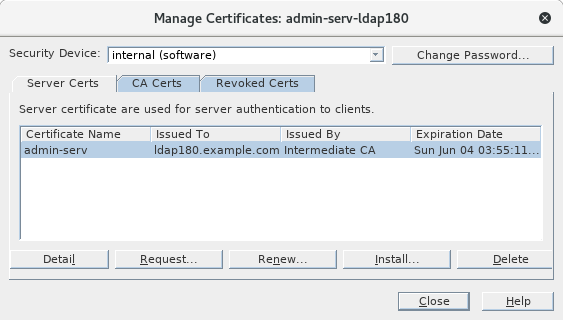 Manage Certificates: admin-serv-ldap180
Security Device: internal (software) Change Password...
Server Certs CA Certs Revoked Certs
Server certificate are used for server authentication to clients.
Certificate Name Issued To Issued By Expiration Date
admin-serv ldap180.example.com Intermediate CA Sun Jun 04 03:55:11...
Detail Request... Renew... Install... Delete
Close Help